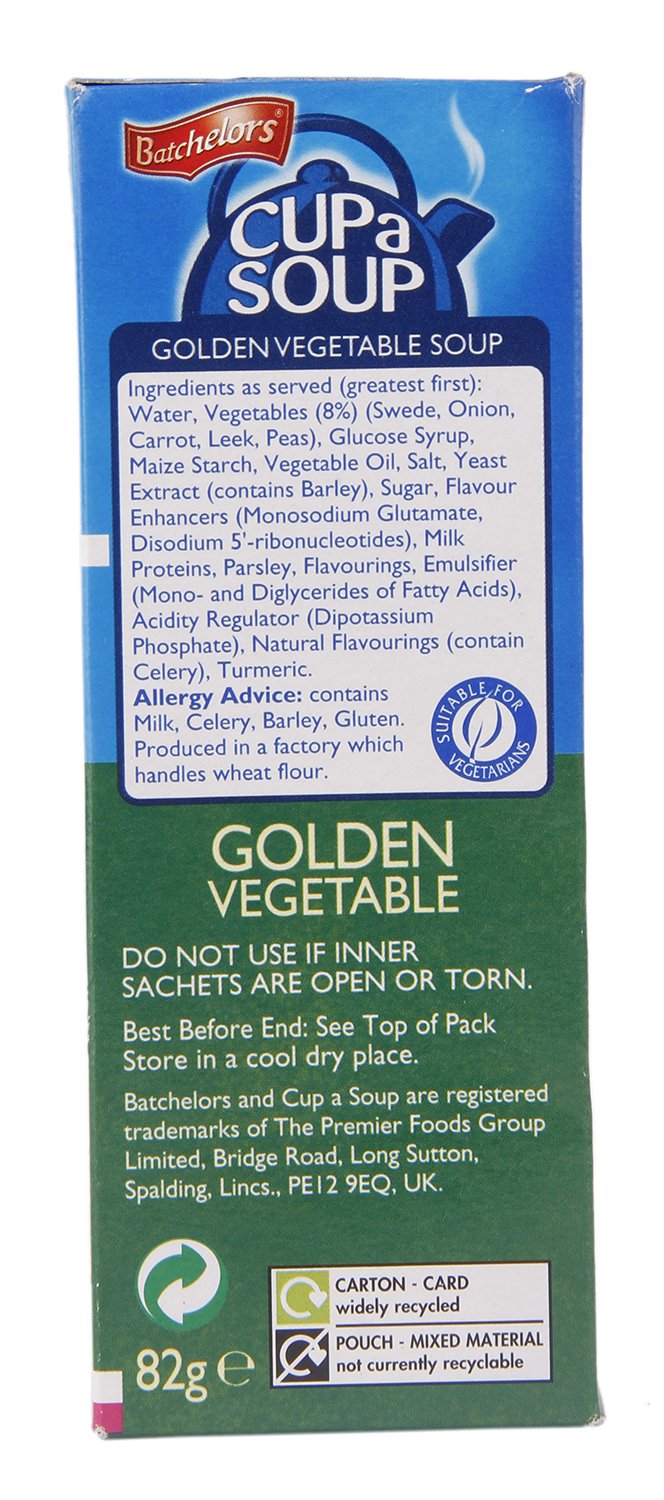 Batchelors®
CUPa
SOUP
GOLDEN VEGETABLE SOUP
Ingredients as served (greatest first):
Water, Vegetables (8%) (Swede, Onion,
Carrot, Leek, Peas), Glucose Syrup,
Maize Starch, Vegetable Oil, Salt, Yeast
Extract (contains Barley), Sugar, Flavour
Enhancers (Monosodium Glutamate,
Disodium 5'-ribonucleotides), Milk
Proteins, Parsley, Flavourings, Emulsifier
(Mono- and Diglycerides of Fatty Acids),
Acidity Regulator (Dipotassium
Phosphate), Natural Flavourings (contain
Celery), Turmeric.
Allergy Advice: contains
Milk, Celery, Barley, Gluten.
Produced in a factory which
handles wheat flour.
SUITABLE FOR
VEGETARIANS
GOLDEN
VEGETABLE
DO NOT USE IF INNER
SACHETS ARE OPEN OR TORN.
Best Before End: See Top of Pack
Store in a cool dry place.
Batchelors and Cup a Soup are registered
trademarks of The Premier Foods Group
Limited, Bridge Road, Long Sutton,
Spalding, Lincs., PE12 9EQ, UK.
82g ℮
CARTON - CARD
widely recycled
POUCH - MIXED MATERIAL
not currently recyclable